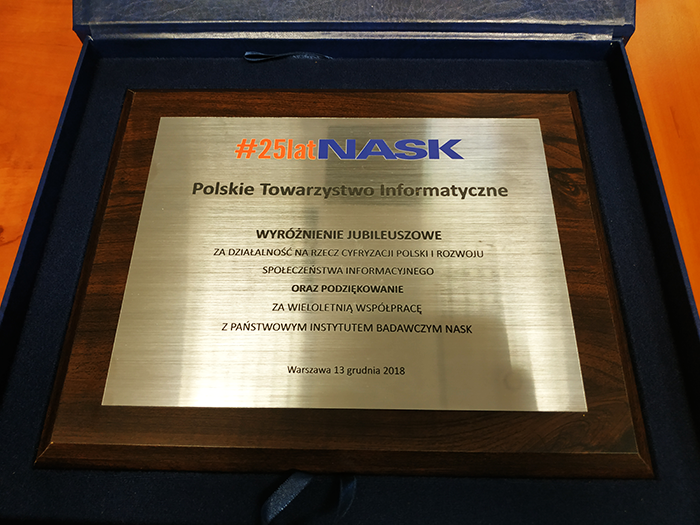 #25latNASK
Polskie Towarzystwo Informatyczne
WYRÓŻNIENIE JUBILEUSZOWE
ZA DZIAŁALNOŚĆ NA RZECZ CYFRYZACJI POLSKI I ROZWOJU
SPOŁECZEŃSTWA INFORMACYJNEGO
ORAZ PODZIĘKOWANIE
ZA WIELOLETNIĄ WSPÓŁPRACĘ
Z PAŃSTWOWYM INSTYTUTEM BADAWCZYM NASK
Warszawa 13 grudnia 2018